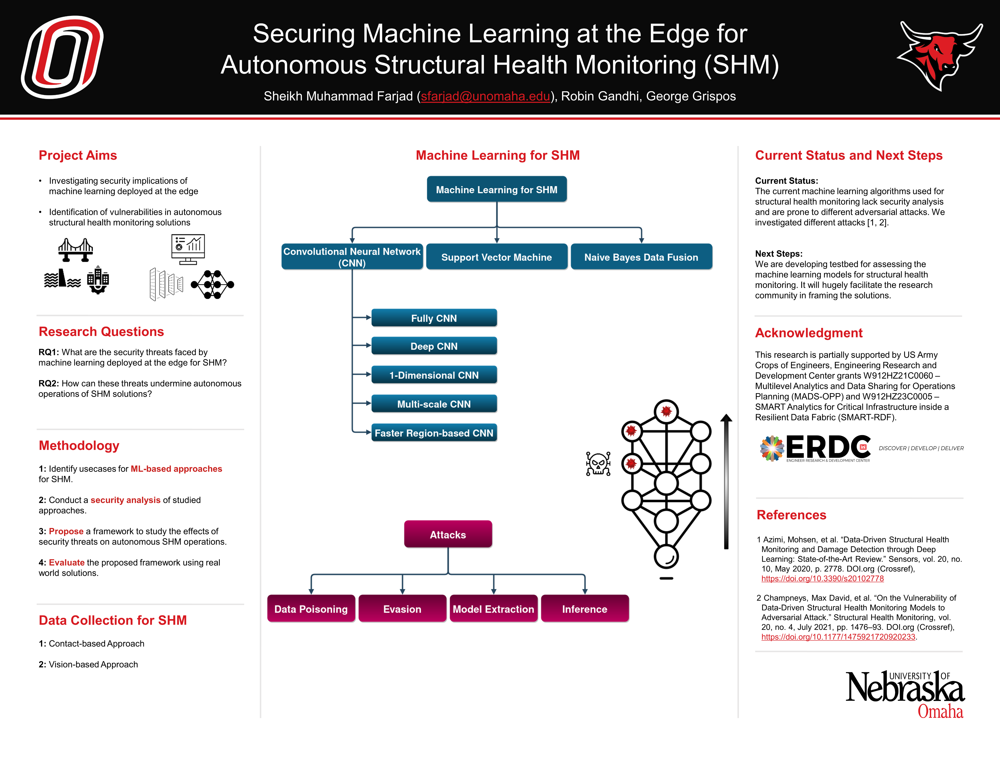 Securing Machine Learning at the Edge for
Autonomous Structural Health Monitoring (SHM)
Sheikh Muhammad Farjad (sfarjad@unomaha.edu), Robin Gandhi, George Grispos
Project Aims
• Investigating security implications of
machine learning deployed at the edge
• Identification of vulnerabilities in autonomous
structural health monitoring solutions
Research Questions
RQ1: What are the security threats faced by
machine learning deployed at the edge for SHM?
RQ2: How can these threats undermine autonomous
operations of SHM solutions?
Methodology
1: Identify usecases for ML-based approaches
for SHM.
2: Conduct a security analysis of studied
approaches.
3: Propose a framework to study the effects of
security threats on autonomous SHM operations.
4: Evaluate the proposed framework using real
world solutions.
Data Collection for SHM
1: Contact-based Approach
2: Vision-based Approach
Machine Learning for SHM
Machine Learning for SHM
Convolutional Neural Network
(CNN)
Support Vector Machine
Naive Bayes Data Fusion
Fully CNN
Deep CNN
1-Dimensional CNN
Multi-scale CNN
Faster Region-based CNN
Attacks
Data Poisoning
Evasion
Model Extraction
Inference
Current Status and Next Steps
Current Status:
The current machine learning algorithms used for
structural health monitoring lack security analysis
and are prone to different adversarial attacks. We
investigated different attacks [1, 2].
Next Steps:
We are developing testbed for assessing the
machine learning models for structural health
monitoring. It will hugely facilitate the research
community in framing the solutions.
Acknowledgment
This research is partially supported by US Army
Crops of Engineers, Engineering Research and
Development Center grants W912HZ21C0060 –
Multilevel Analytics and Data Sharing for Operations
Planning (MADS-OPP) and W912HZ23C0005 –
SMART Analytics for Critical Infrastructure inside a
Resilient Data Fabric (SMART-RDF).
ERDC
ENGINEER RESEARCH & DEVELOPMENT CENTER
DISCOVER | DEVELOP | DELIVER
References
1 Azimi, Mohsen, et al. “Data-Driven Structural Health
Monitoring and Damage Detection through Deep
Learning: State-of-the-Art Review.” Sensors, vol. 20, no.
10, May 2020, p. 2778. DOI.org (Crossref),
https://doi.org/10.3390/s20102778
2 Champneys, Max David, et al. “On the Vulnerability of
Data-Driven Structural Health Monitoring Models to
Adversarial Attack.” Structural Health Monitoring, vol.
20, no. 4, July 2021, pp. 1476–93. DOI.org (Crossref),
https://doi.org/10.1177/1475921720920233.
UNIVERSITY OF
Nebraska
Omaha